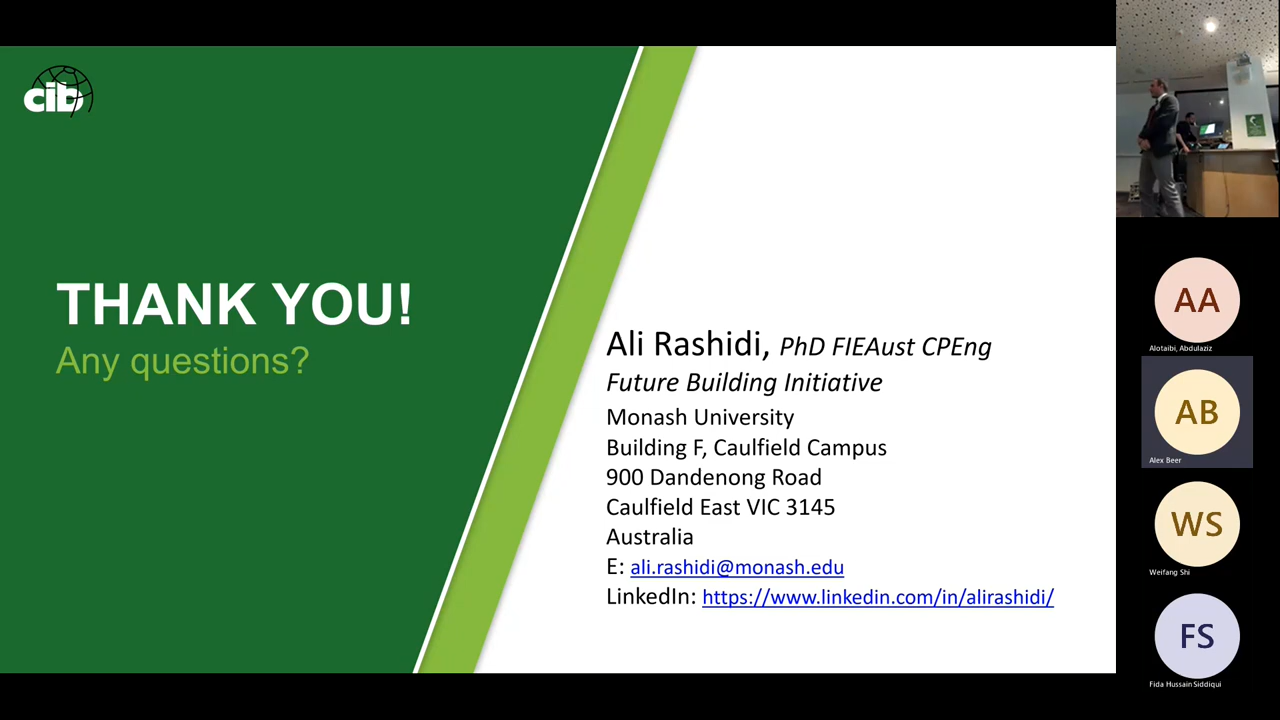 cib
THANK YOU!
Any questions?
Ali Rashidi, PhD FIEAust CPEng
Future Building Initiative
Monash University
Building F, Caulfield Campus
900 Dandenong Road
Caulfield East VIC 3145
Australia
E: ali.rashidi@monash.edu
LinkedIn: https://www.linkedin.com/in/alirashidi/
AA
Alotaibi, Abdulaziz
AB
Alex Beer
WS
Weifang Shi
FS
Fida Hussain Siddiqui